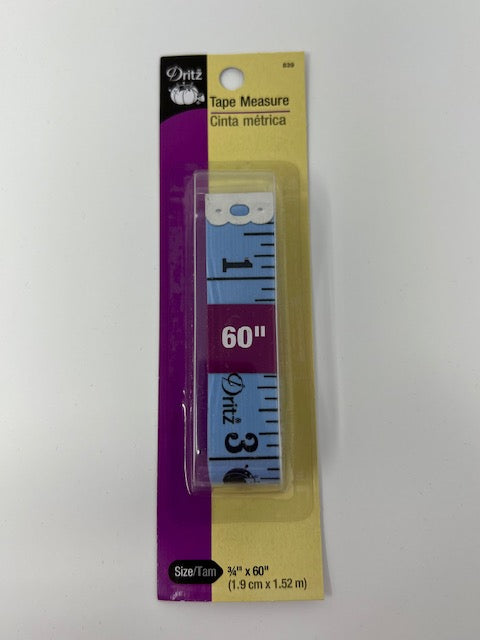 Dritz
839
Tape Measure
Cinta métrica
1
60"
Dritz
3
Size/Tam ¾" x 60"
(1.9 cm x 1.52 m)